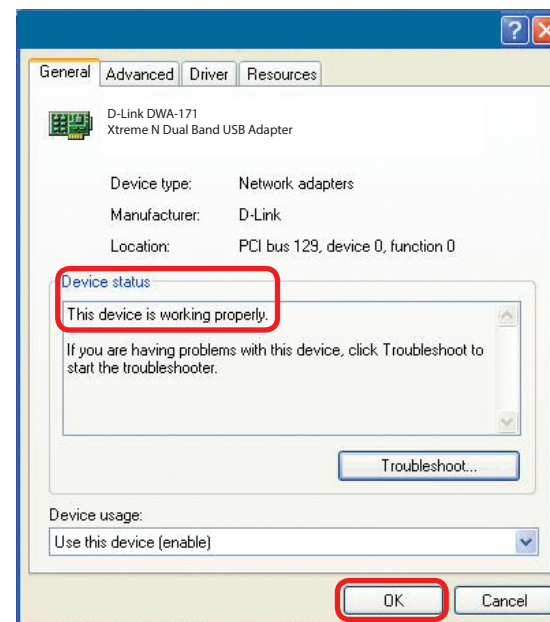 ?
General Advanced Driver Resources
D-Link DWA-171
Xtreme N Dual Band USB Adapter
Device type: Network adapters
Manufacturer: D-Link
Location: PCI bus 129, device 0, function 0
Device status
This device is working properly.
If you are having problems with this device, click Troubleshoot to
start the troubleshooter.
Troubleshoot...
Device usage:
Use this device (enable)
OK Cancel